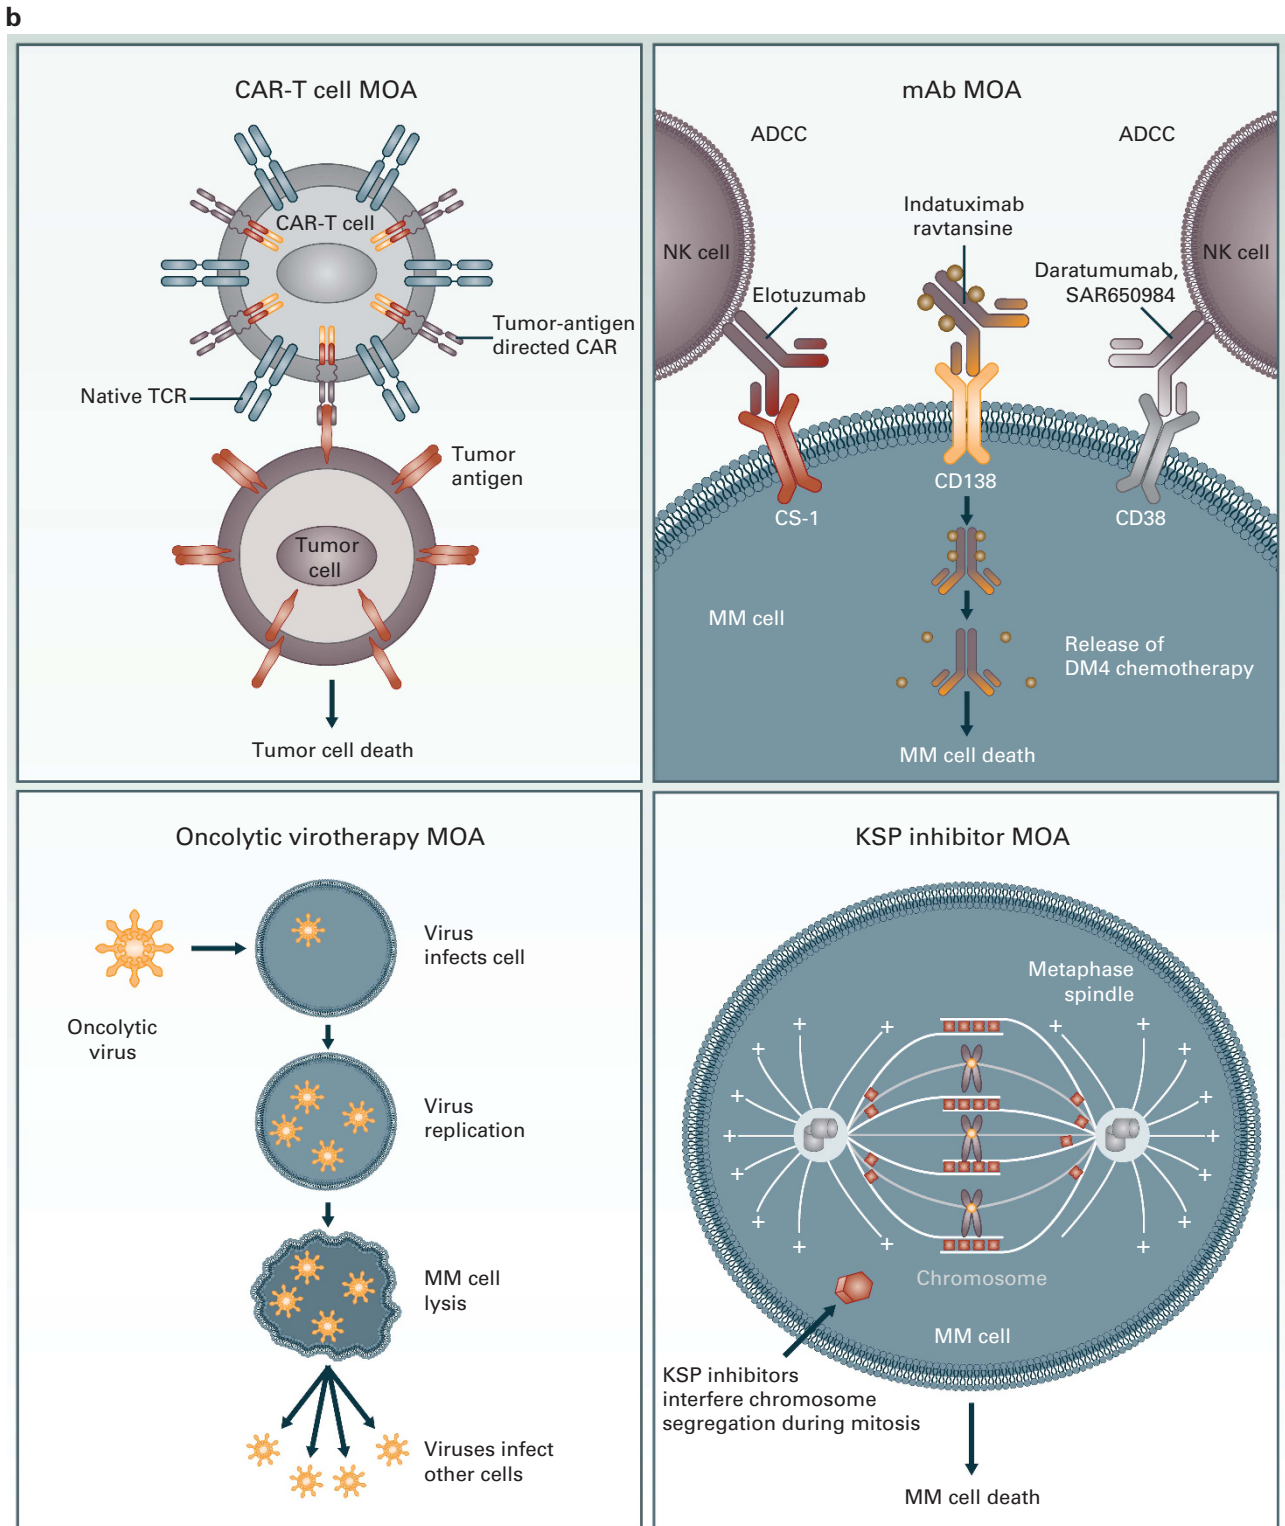 b
CAR-T cell MOA
CAR-T cell
Tumor-antigen
directed CAR
Native TCR
Tumor
antigen
Tumor
cell
Tumor cell death
mAb MOA
ADCC
ADCC
Indatuximab
ravtansine
NK cell
NK cell
Daratumumab,
SAR650984
Elotuzumab
CD138
CS-1
CD38
MM cell
Release of
DM4 chemotherapy
MM cell death
Oncolytic virotherapy MOA
Virus
infects cell
Oncolytic
virus
Virus
replication
MM cell
lysis
Viruses infect
other cells
KSP inhibitor MOA
Metaphase
spindle
+ + + +
+ +
+ +
+ +
+ +
+ +
+ + +
Chromosome
MM cell
KSP inhibitors
interfere chromosome
segregation during mitosis
MM cell death